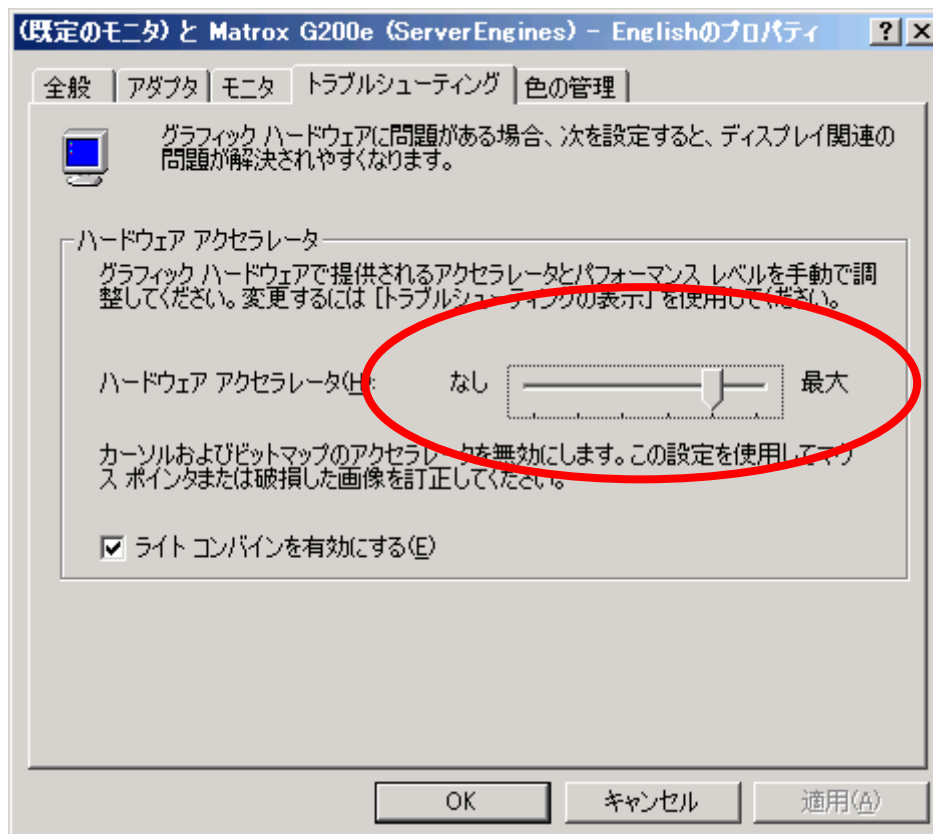 (既定のモニタ) と Matrox G200e (ServerEngines) - Englishのプロパティ
全般 アダプタ モニタ トラブルシューティング 色の管理
グラフィック ハードウェアに問題がある場合、次を設定すると、ディスプレイ関連の
問題が解決されやすくなります。
ハードウェア アクセラレータ
グラフィック ハードウェアで提供されるアクセラレータとパフォーマンス レベルを手動で調
整してください。変更するには [トラブルシューティングの表示] を使用してください。
ハードウェア アクセラレータ(H): なし 最大
カーソルおよびビットマップのアクセラレータを無効にします。この設定を使用してマウ
ス ポインタまたは破損した画像を訂正してください。
ライト コンバインを有効にする(E)
OK キャンセル 適用(A)